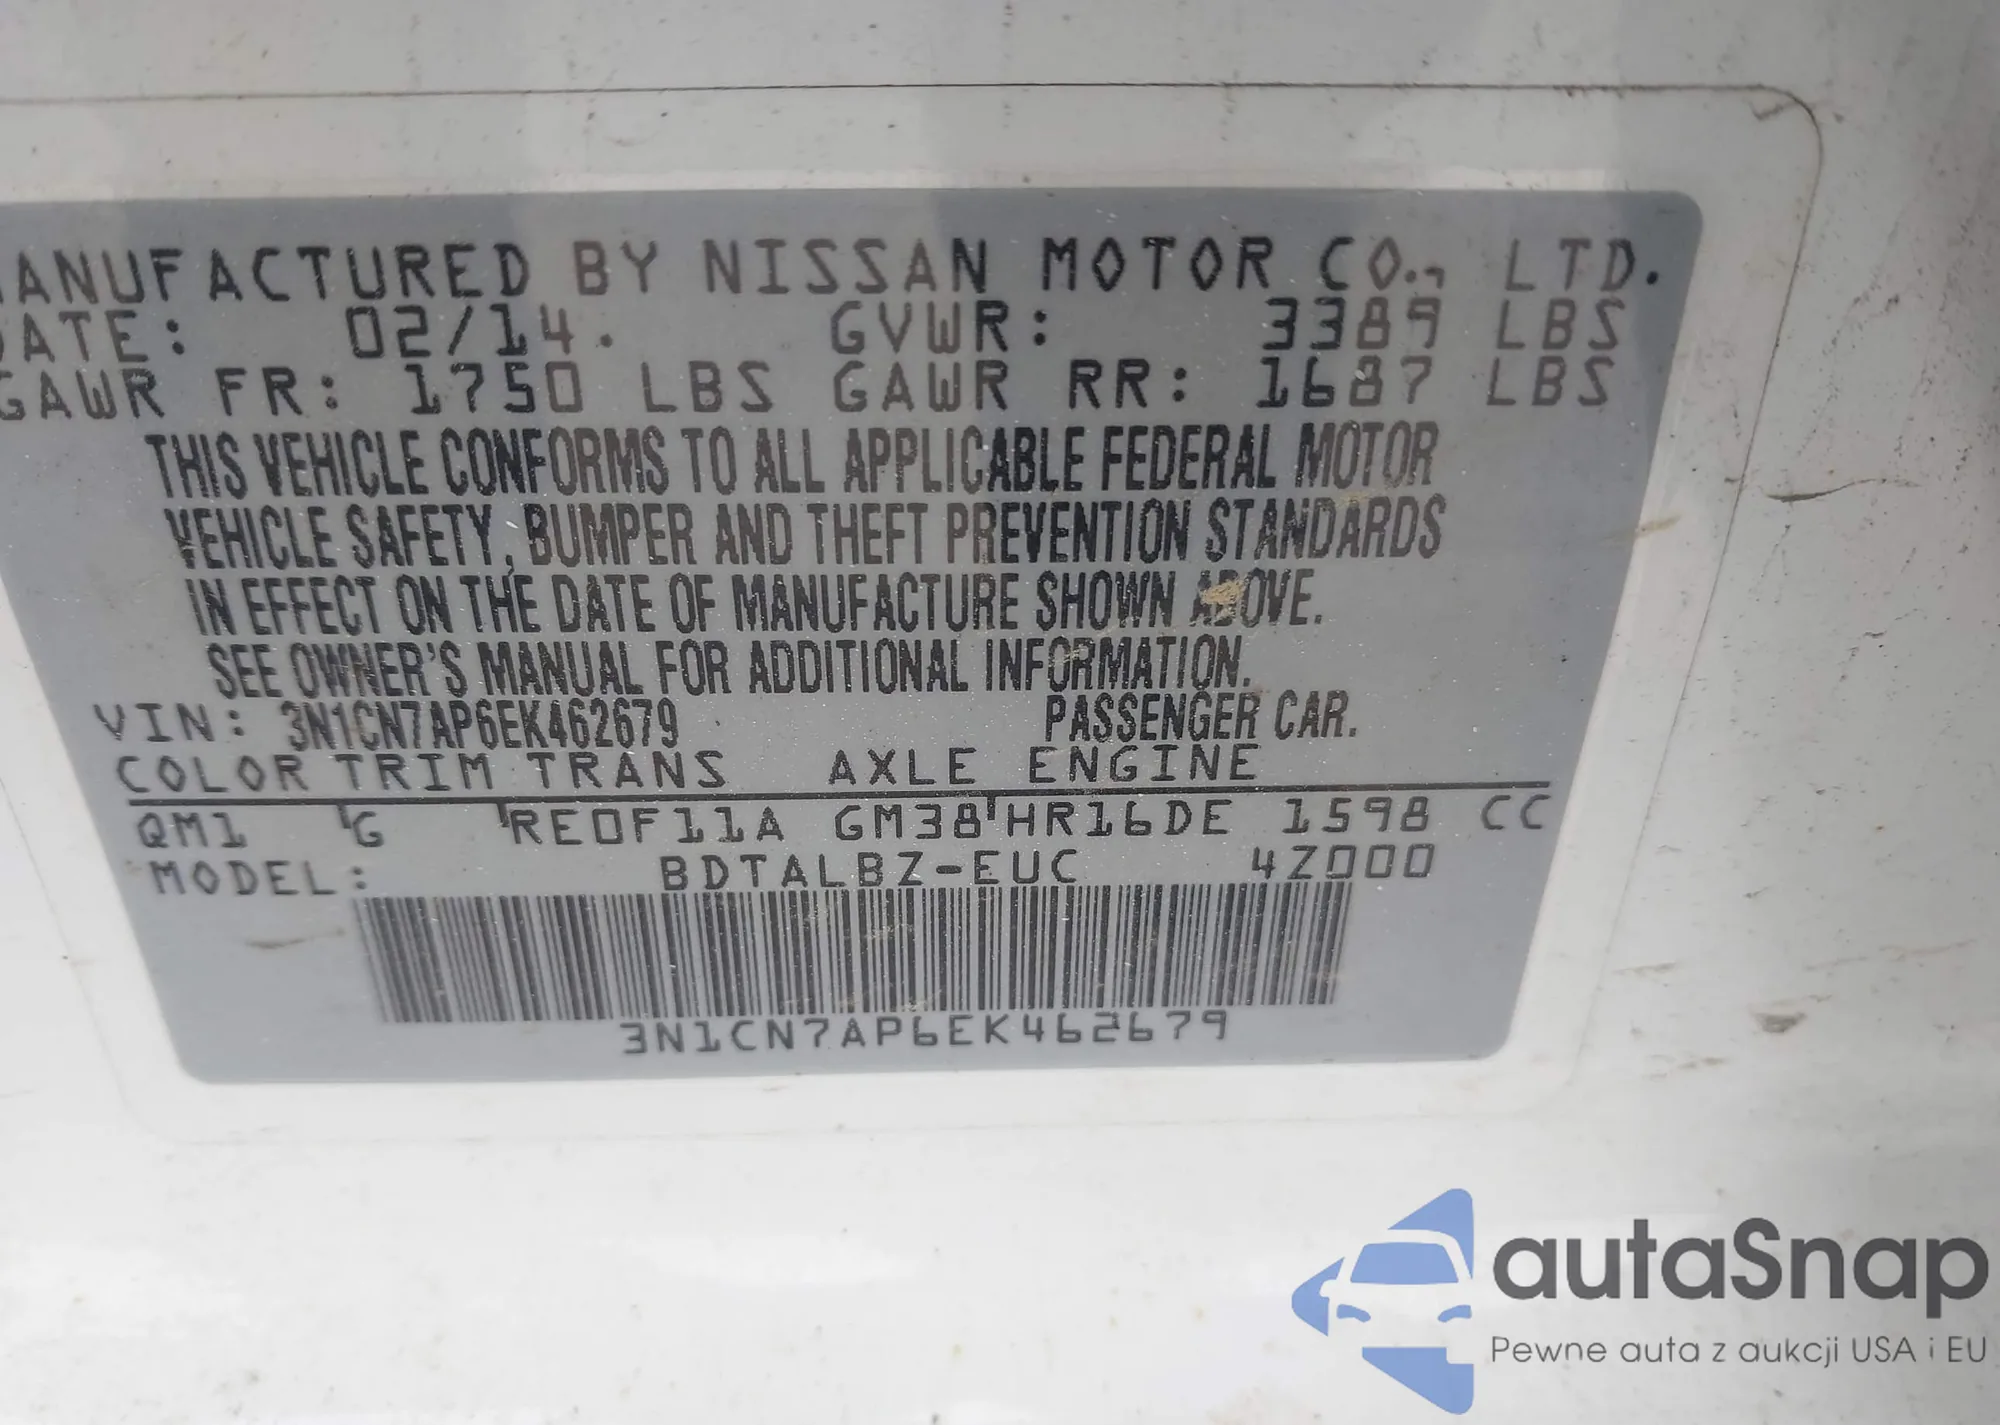 MANUFACTURED BY NISSAN MOTOR CO., LTD.
DATE: 02/14. GVWR: 3389 LBS
GAWR FR: 1750 LBS GAWR RR: 1687 LBS
THIS VEHICLE CONFORMS TO ALL APPLICABLE FEDERAL MOTOR
VEHICLE SAFETY, BUMPER AND THEFT PREVENTION STANDARDS
IN EFFECT ON THE DATE OF MANUFACTURE SHOWN ABOVE.
SEE OWNER'S MANUAL FOR ADDITIONAL INFORMATION.
VIN: 3N1CN7AP6EK462679 PASSENGER CAR.
COLOR TRIM TRANS AXLE ENGINE
QM1 G RE0F11A GM38 HR16DE 1598 CC
MODEL: BDTALBZ-EUC 4Z000
3N1CN7AP6EK462679
autaSnap
Pewne auta z aukcji USA i EU